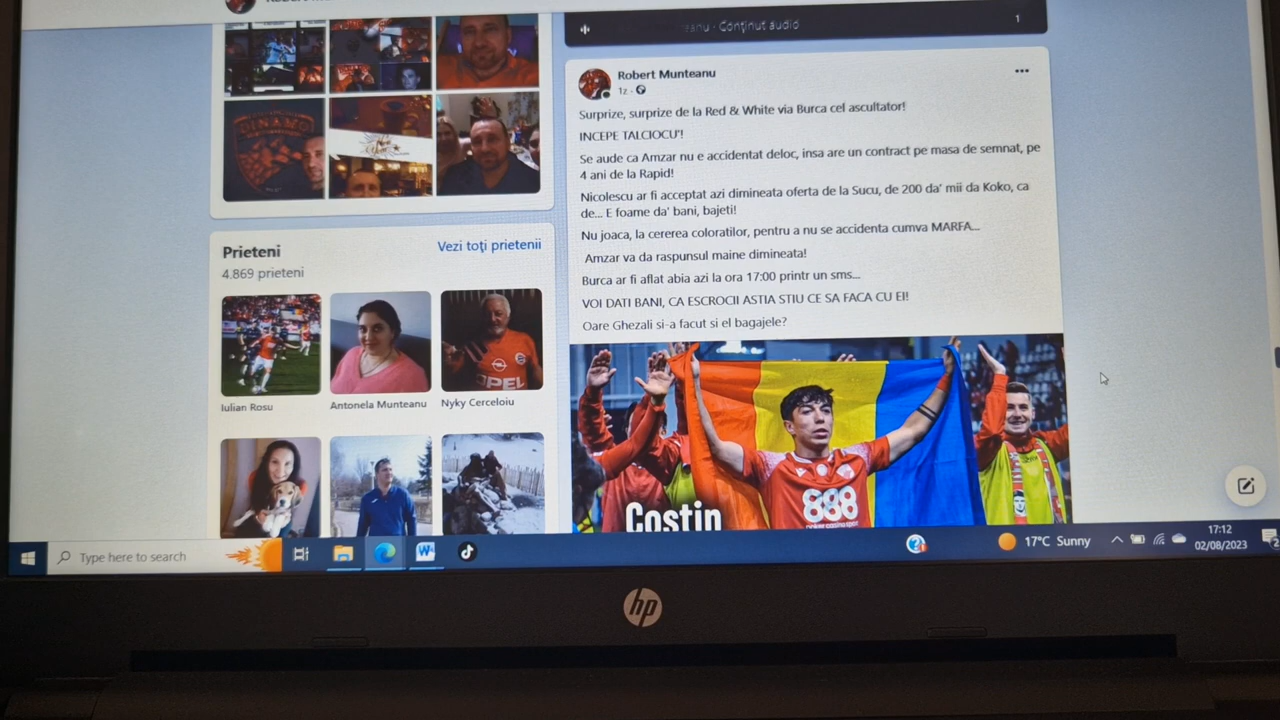 Conținut audio
1
DINAMO
Prieteni
Vezi toți prietenii
4.869 prieteni
Iulian Rosu
Antonela Munteanu
Nyky Cerceloiu
OPEL
Robert Munteanu
1z
Surprize, surprize de la Red & White via Burca cel ascultator!
INCEPE TALCIOCU'!
Se aude ca Amzar nu e accidentat deloc, insa are un contract pe masa de semnat, pe
4 ani de la Rapid!
Nicolescu ar fi acceptat azi dimineata oferta de la Sucu, de 200 da' mii da Koko, ca
de... E foame da' bani, bajeti!
Nu joaca, la cererea coloratilor, pentru a nu se accidenta cumva MARFA...
Amzar va da raspunsul maine dimineata!
Burca ar fi aflat abia azi la ora 17:00 printr un sms...
VOI DATI BANI, CA ESCROCII ASTIA STIU CE SA FACA CU EI!
Oare Ghezali si-a facut si el bagajele?
888
Costin
Type here to search
17°C Sunny
17:12
02/08/2023
hp